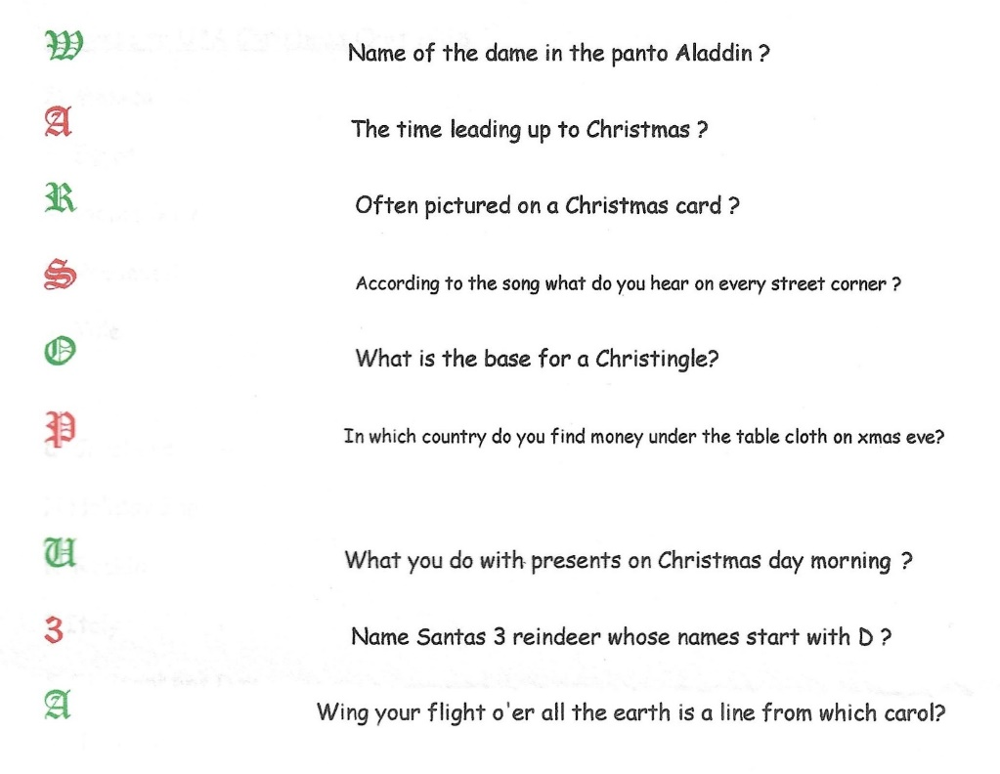 W Name of the dame in the panto Aladdin ?
A The time leading up to Christmas ?
R Often pictured on a Christmas card ?
S According to the song what do you hear on every street corner ?
O What is the base for a Christingle?
P In which country do you find money under the table cloth on xmas eve?
U What you do with presents on Christmas day morning ?
3 Name Santas 3 reindeer whose names start with D ?
A Wing your flight o'er all the earth is a line from which carol?